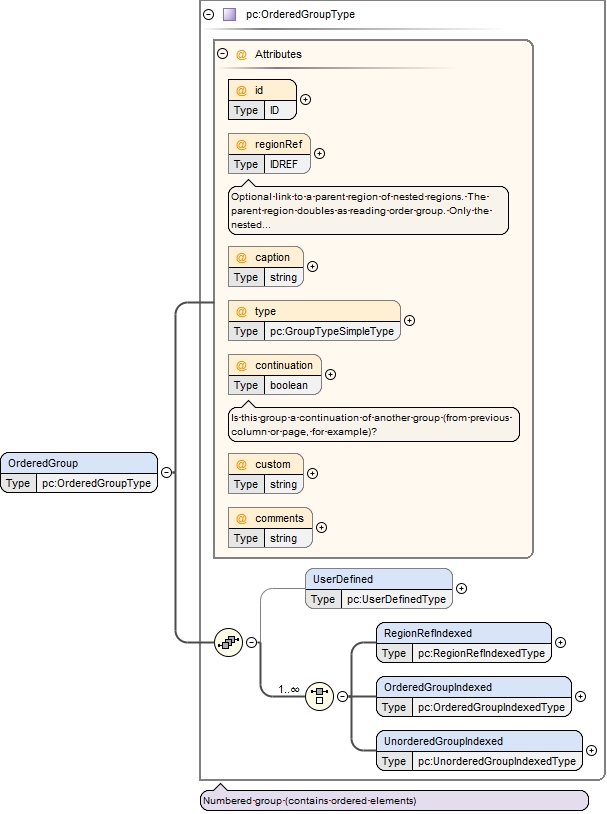 pc:OrderedGroupType
@ Attributes
@ id
Type ID
@ regionRef
Type IDREF
Optional link to a parent region of nested regions. The
parent region doubles as reading order group. Only the
nested...
@ caption
Type string
@ type
Type pc:GroupTypeSimpleType
@ continuation
Type boolean
Is this group a continuation of another group (from previous
column or page, for example)?
@ custom
Type string
@ comments
Type string
OrderedGroup
Type pc:OrderedGroupType
UserDefined
Type pc:UserDefinedType
1..∞
RegionRefIndexed
Type pc:RegionRefIndexedType
OrderedGroupIndexed
Type pc:OrderedGroupIndexedType
UnorderedGroupIndexed
Type pc:UnorderedGroupIndexedType
Numbered group (contains ordered elements)